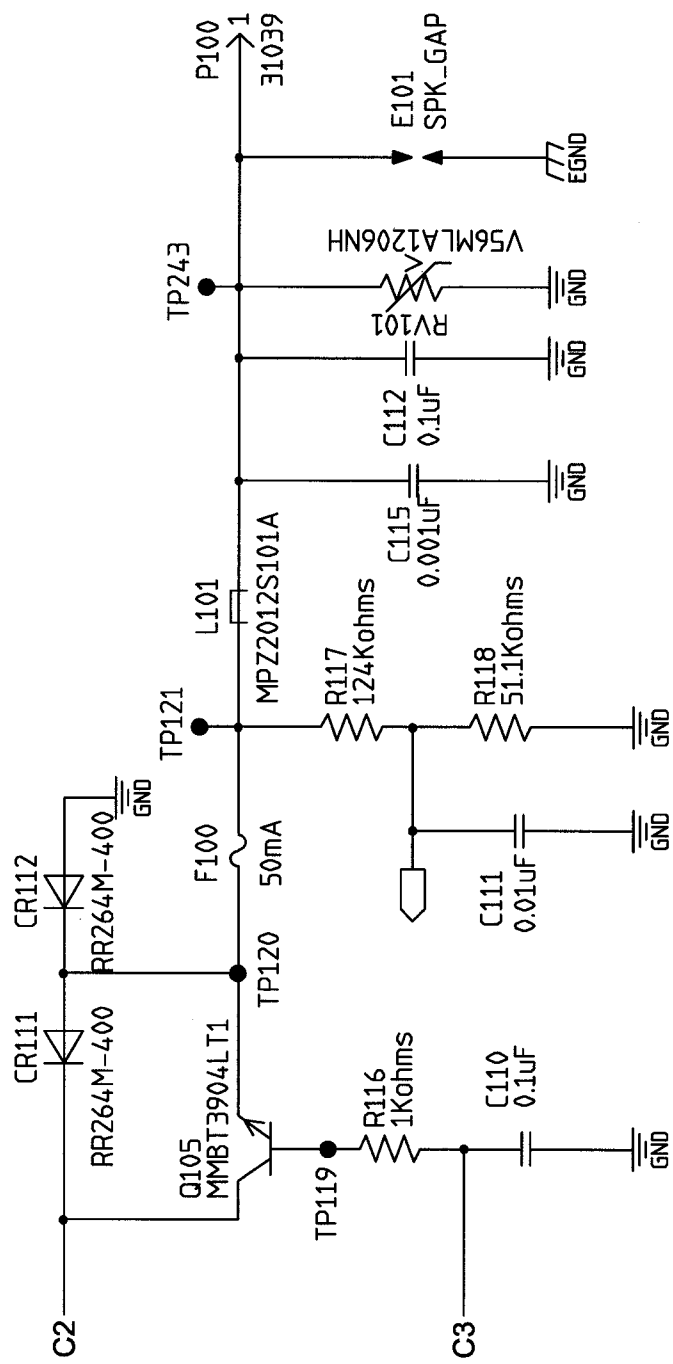 P100
1
31039
E101
SPK_GAP
EGND
TP243
V56MLA1206NH
RV101
GND
C112
0.1uF
GND
C115
0.001uF
GND
L101
MPZ2012S101A
TP121
R117
124Kohms
R118
51.1Kohms
GND
F100
50mA
C111
0.01uF
GND
CR112
RR264M-400
GND
TP120
CR111
RR264M-400
Q105
MMBT3904LT1
TP119
R116
1Kohms
C110
0.1uF
GND
C2
C3